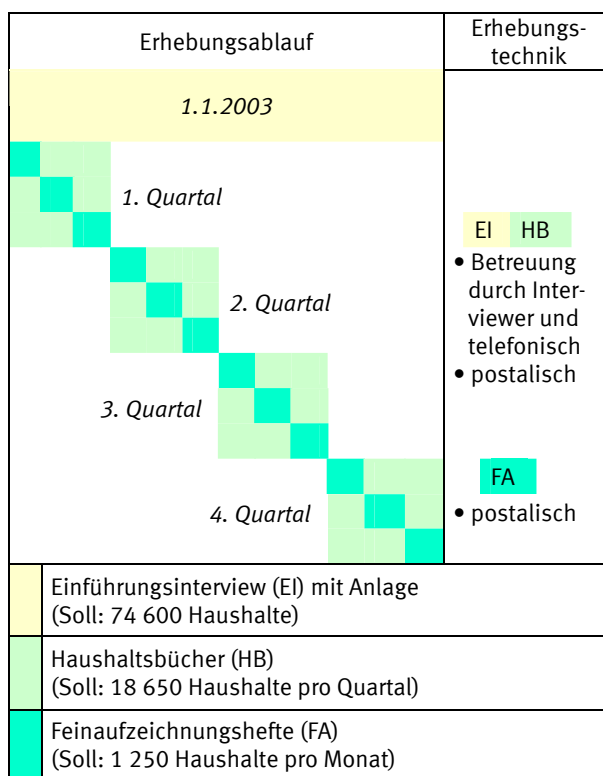 Erhebungsablauf
Erhebungs-
technik
1.1.2003
1. Quartal
2. Quartal
3. Quartal
4. Quartal
EI HB
• Betreuung
durch Inter-
viewer und
telefonisch
• postalisch
FA
• postalisch
Einführungsinterview (EI) mit Anlage
(Soll: 74 600 Haushalte)
Haushaltsbücher (HB)
(Soll: 18 650 Haushalte pro Quartal)
Feinaufzeichnungshefte (FA)
(Soll: 1 250 Haushalte pro Monat)